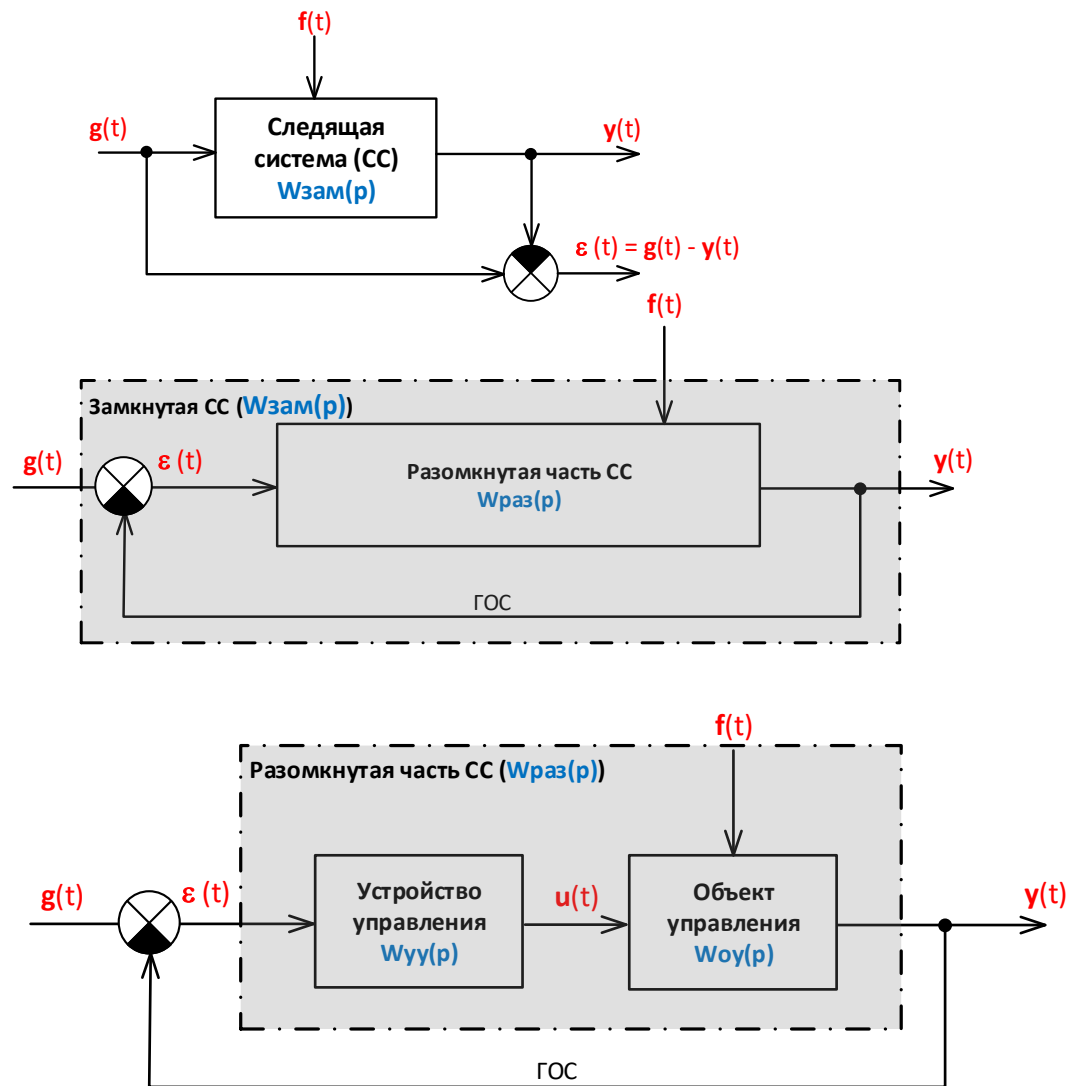 f(t)
g(t)
Следящая
система (СС)
Wзам(p)
y(t)
ε (t) = g(t) - y(t)
f(t)
Замкнутая СС (Wзам(p))
g(t)
ε (t)
Разомкнутая часть СС
Wраз(p)
y(t)
ГОС
f(t)
Разомкнутая часть СС (Wраз(p))
g(t)
ε (t)
Устройство
управления
Wуу(p)
u(t)
Объект
управления
Wоу(p)
y(t)
ГОС